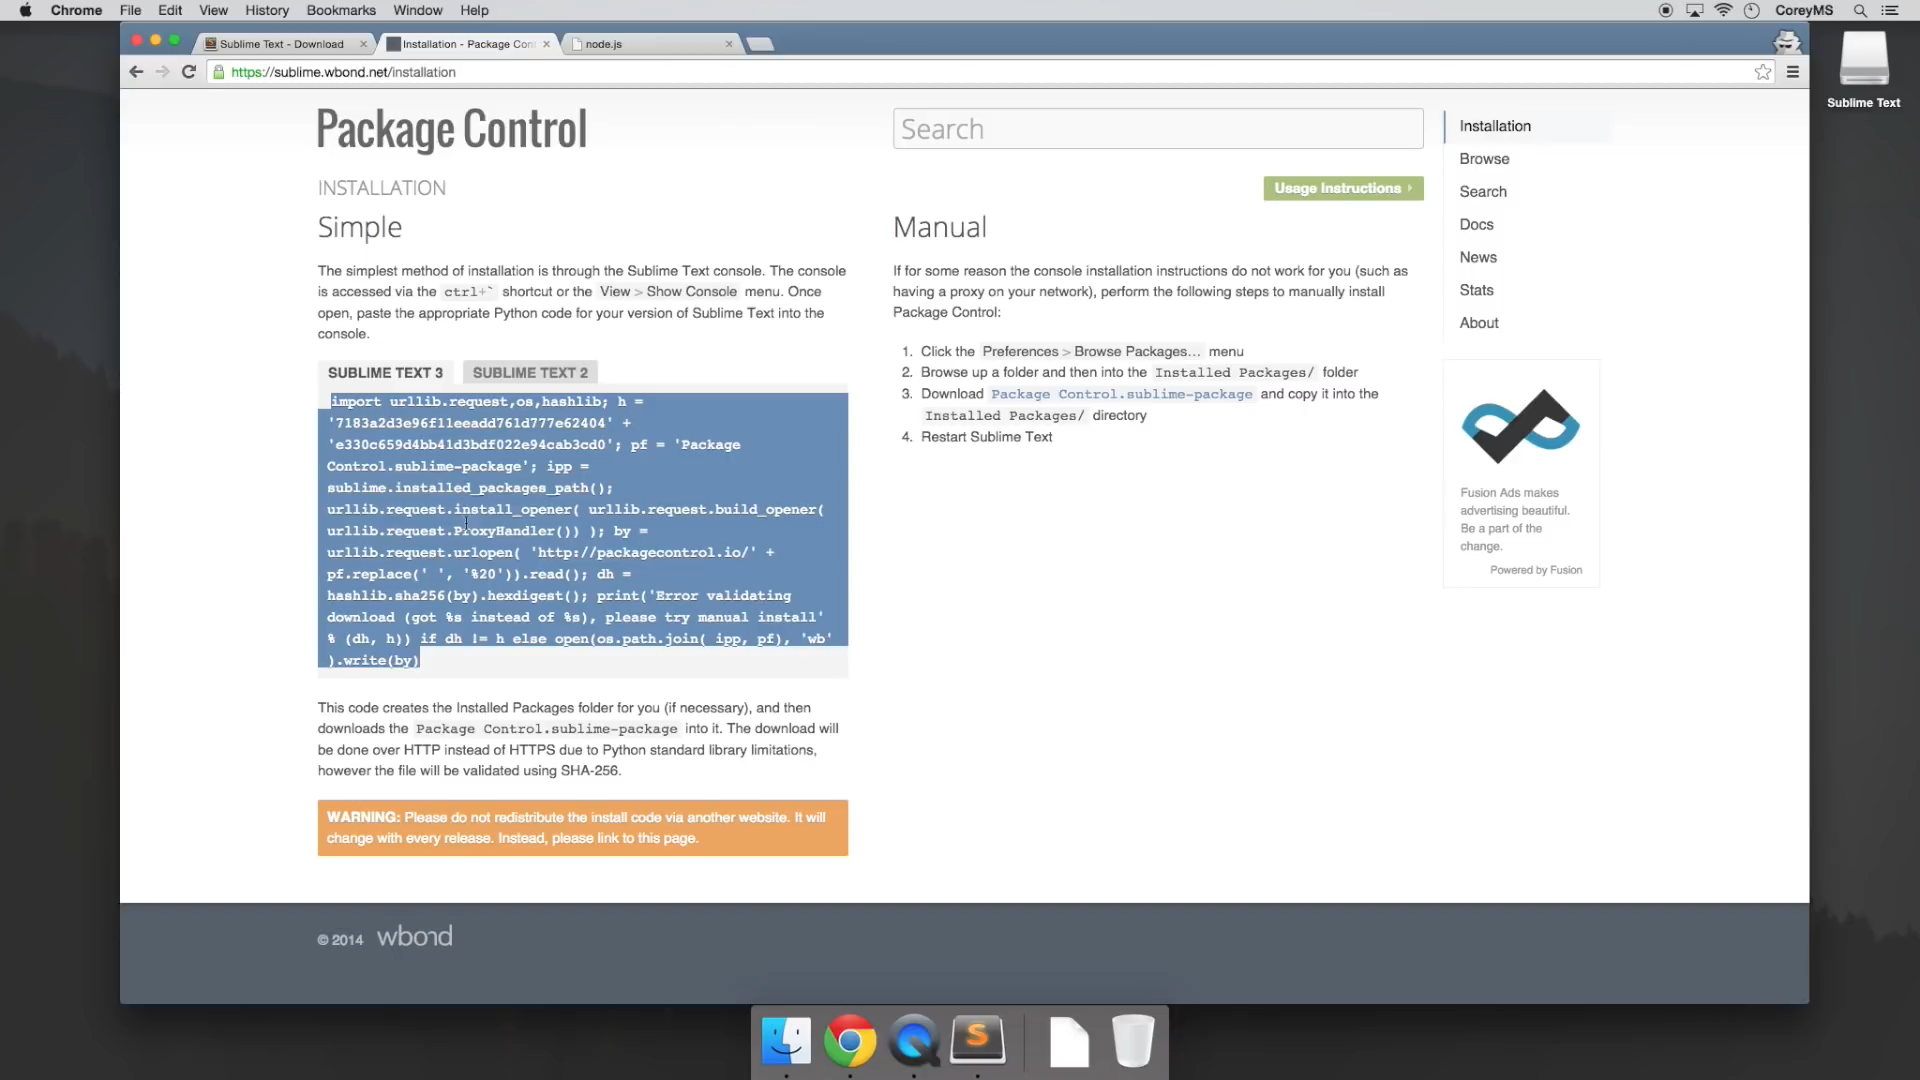 Chrome File Edit View History Bookmarks Window Help CoreyMS
Sublime Text - Download
Installation - Package Con
node.js
https://sublime.wbond.net/installation
Sublime Text
Package Control
Search
INSTALLATION
Usage Instructions
Simple
The simplest method of installation is through the Sublime Text console. The console
is accessed via the ctrl+` shortcut or the View > Show Console menu. Once
open, paste the appropriate Python code for your version of Sublime Text into the
console.
SUBLIME TEXT 3 SUBLIME TEXT 2
import urllib.request,os,hashlib; h =
'7183a2d3e96f11eeadd761d777e62404' +
'e330c659d4bb41d3bdf022e94cab3cd0'; pf = 'Package
Control.sublime-package'; ipp =
sublime.installed_packages_path();
urllib.request.install_opener( urllib.request.build_opener(
urllib.request.ProxyHandler()) ); by =
urllib.request.urlopen( 'http://packagecontrol.io/' +
pf.replace(' ', '%20')).read(); dh =
hashlib.sha256(by).hexdigest(); print('Error validating
download (got %s instead of %s), please try manual install'
% (dh, h)) if dh != h else open(os.path.join( ipp, pf), 'wb'
).write(by)
This code creates the Installed Packages folder for you (if necessary), and then
downloads the Package Control.sublime-package into it. The download will
be done over HTTP instead of HTTPS due to Python standard library limitations,
however the file will be validated using SHA-256.
WARNING: Please do not redistribute the install code via another website. It will
change with every release. Instead, please link to this page.
Manual
If for some reason the console installation instructions do not work for you (such as
having a proxy on your network), perform the following steps to manually install
Package Control:
1. Click the Preferences > Browse Packages... menu
2. Browse up a folder and then into the Installed Packages/ folder
3. Download Package Control.sublime-package and copy it into the
Installed Packages/ directory
4. Restart Sublime Text
Installation
Browse
Search
Docs
News
Stats
About
Fusion Ads makes
advertising beautiful.
Be a part of the
change.
Powered by Fusion
© 2014 wbond